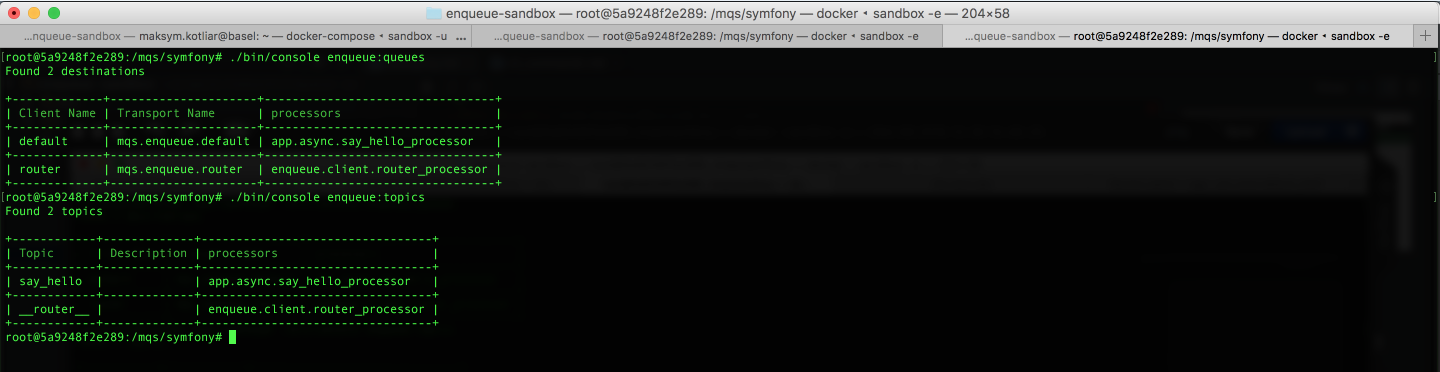 enqueue-sandbox — root@5a9248f2e289: /mqs/symfony — docker ‹ sandbox -e — 204×58
...nqueue-sandbox — maksym.kotliar@basel: ~ — docker-compose ‹ sandbox -u ... ...queue-sandbox — root@5a9248f2e289: /mqs/symfony — docker ‹ sandbox -e ...queue-sandbox — root@5a9248f2e289: /mqs/symfony — docker ‹ sandbox -e +
[root@5a9248f2e289:/mqs/symfony# ./bin/console enqueue:queues ]
Found 2 destinations
+------------+---------------------+--------------------------------+
| Client Name | Transport Name | processors |
+------------+---------------------+--------------------------------+
| default | mqs.enqueue.default | app.async.say_hello_processor |
+------------+---------------------+--------------------------------+
| router | mqs.enqueue.router | enqueue.client.router_processor |
+------------+---------------------+--------------------------------+
[root@5a9248f2e289:/mqs/symfony# ./bin/console enqueue:topics ]
Found 2 topics
+------------+-------------+---------------------------------+
| Topic | Description | processors |
+------------+-------------+---------------------------------+
| say_hello | | app.async.say_hello_processor |
+------------+-------------+---------------------------------+
| __router__ | | enqueue.client.router_processor |
+------------+-------------+---------------------------------+
root@5a9248f2e289:/mqs/symfony#